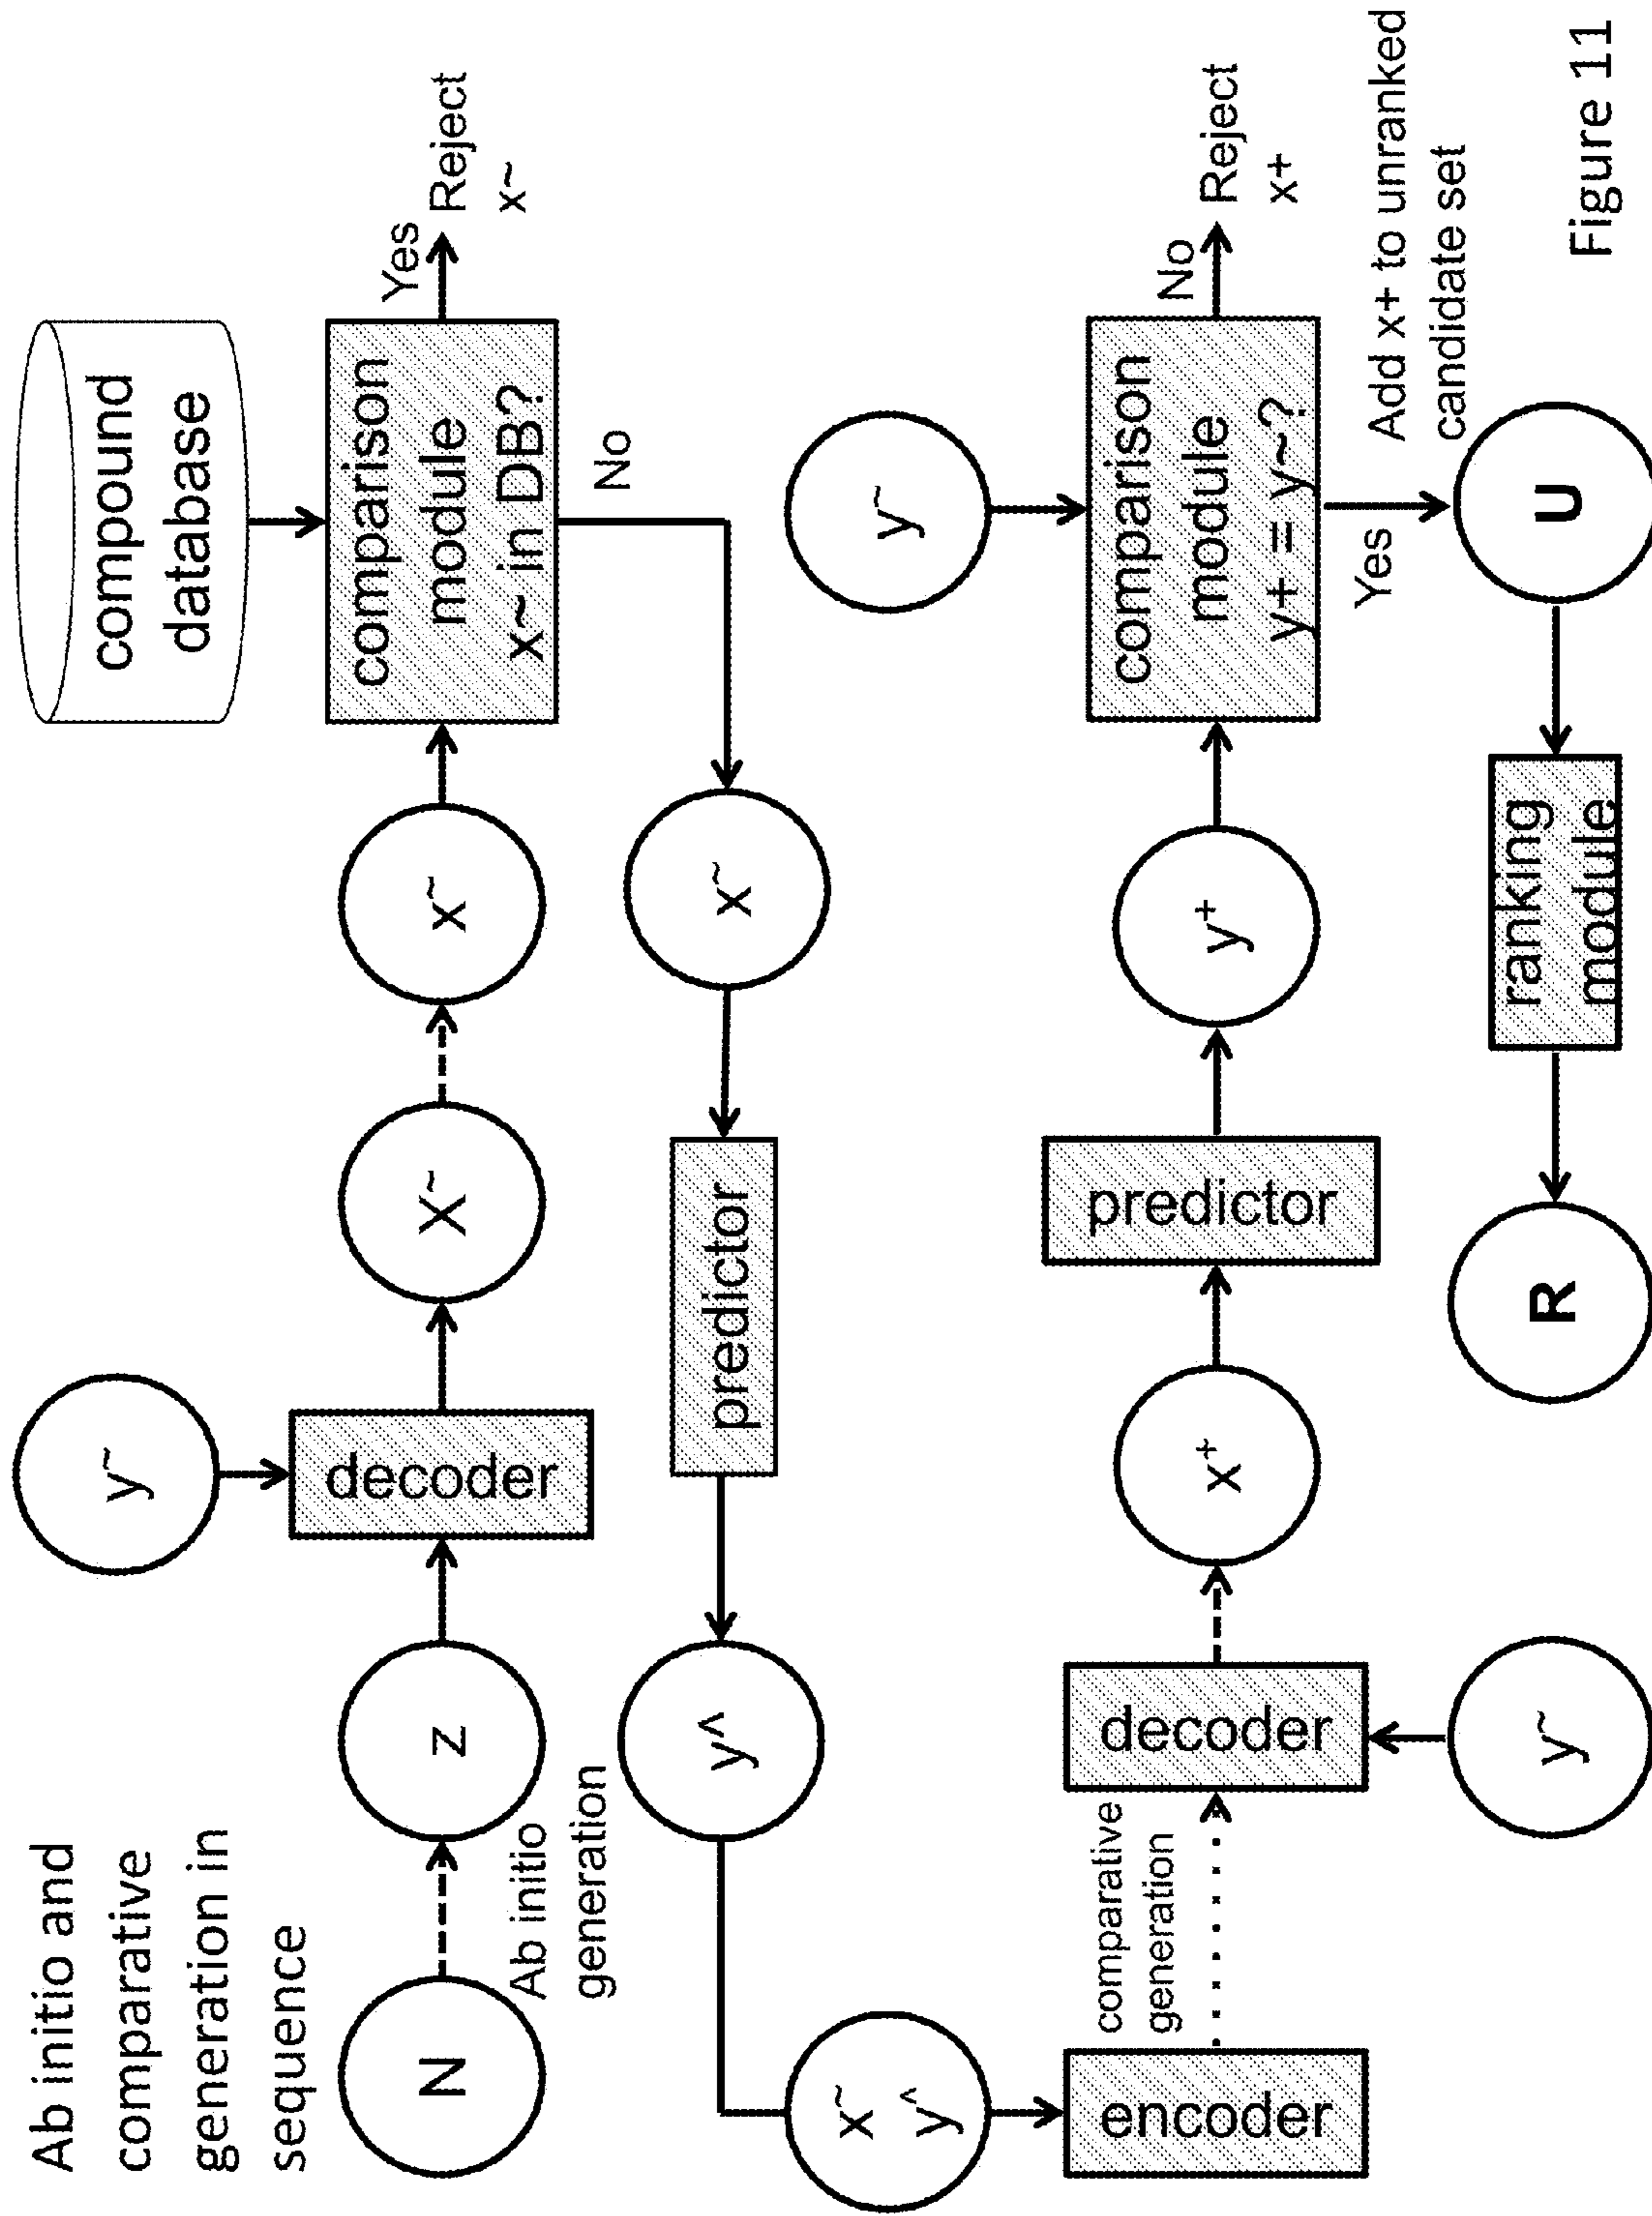 Ab initio and
comparative
generation in
sequence
y~
compound
database
N
z
decoder
X~
x~
comparison
module
x~ in DB?
Yes
Reject
x~
Ab initio
generation
No
y^
predictor
x~
x~
y^
y~
encoder
comparative
generation
decoder
x+
predictor
y+
comparison
module
y+ = y~?
No
Reject
x+
Yes
Add x+ to unranked
candidate set
y~
R
ranking
module
U
Figure 11